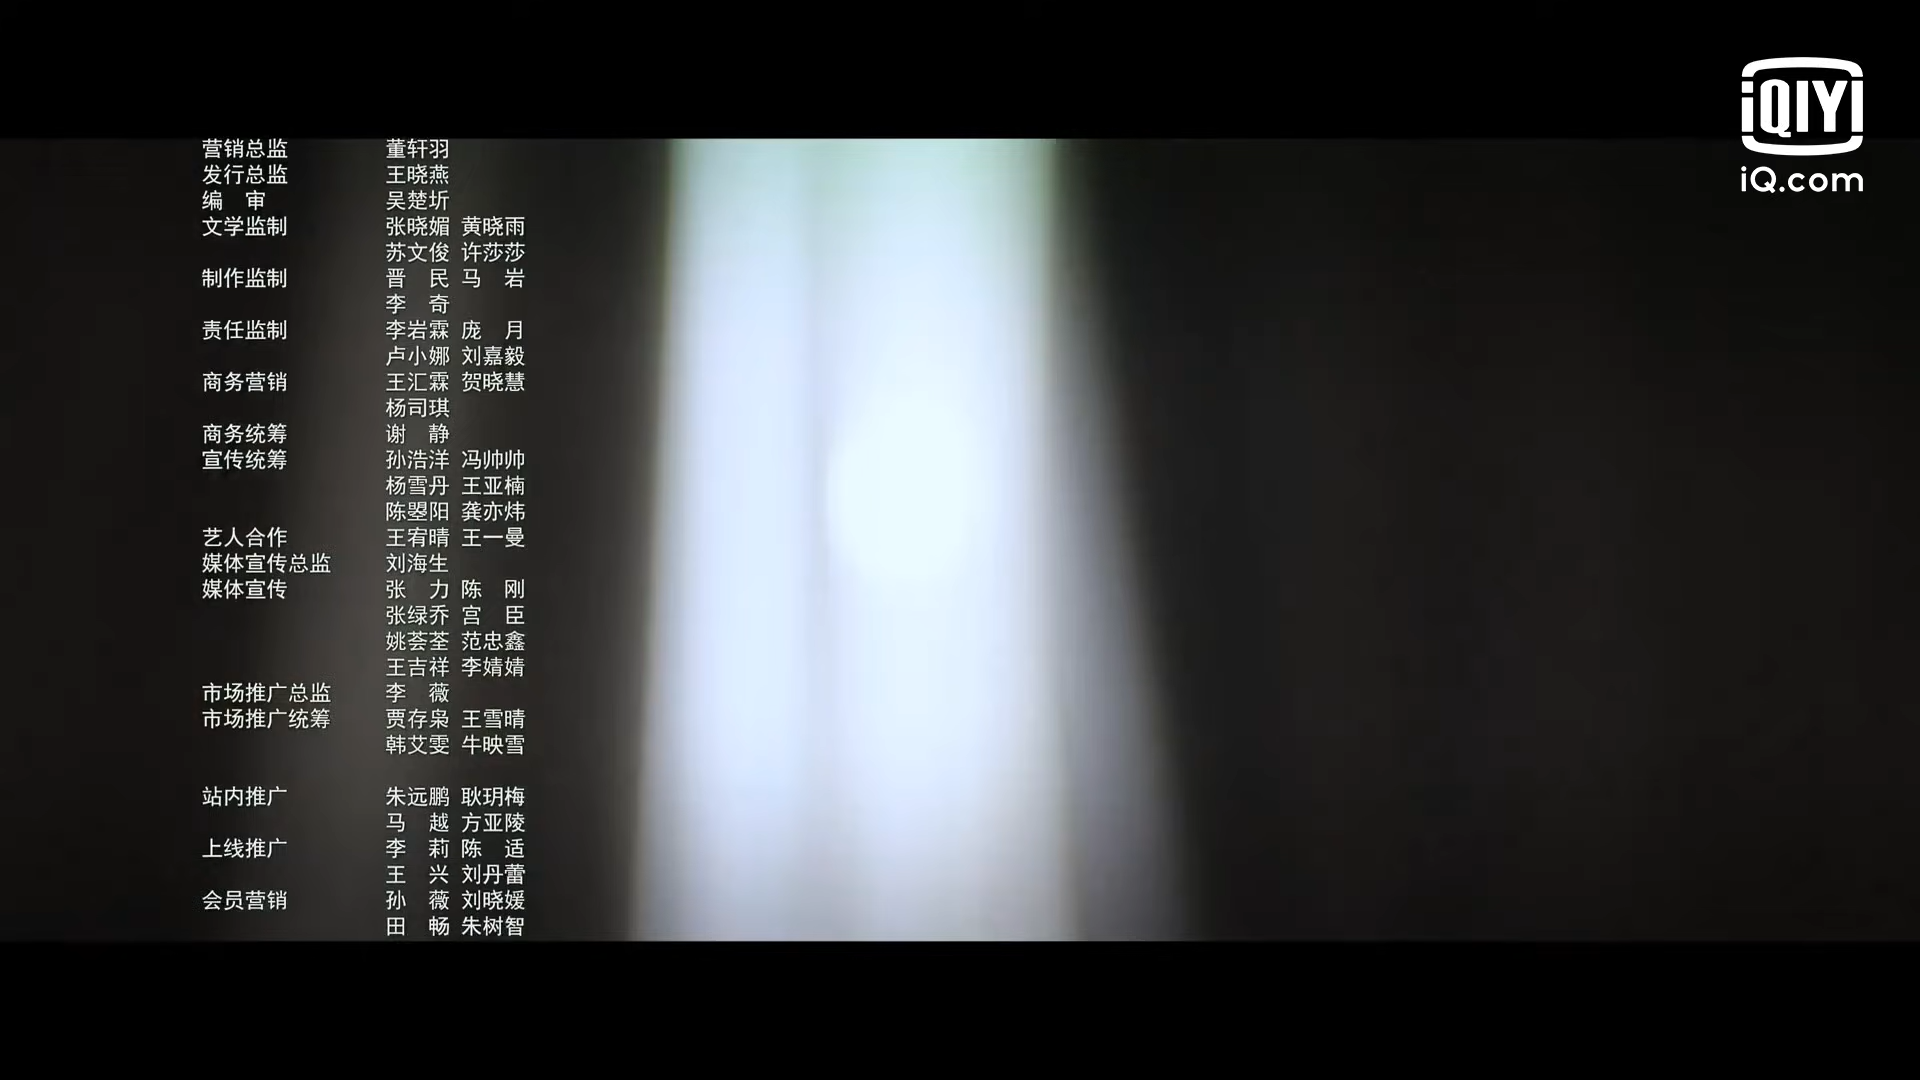 iQIYI
iQ.com
营销总监 董轩羽
发行总监 王晓燕
编 审 吴楚圻
文学监制 张晓媚 黄晓雨
苏文俊 许莎莎
制作监制 晋 民 马 岩
李 奇
责任监制 李岩霖 庞 月
卢小娜 刘嘉毅
商务营销 王汇霖 贺晓慧
杨司琪
商务统筹 谢 静
宣传统筹 孙浩洋 冯帅帅
杨雪丹 王亚楠
陈曌阳 龚亦炜
艺人合作 王宥晴 王一曼
媒体宣传总监 刘海生
媒体宣传 张 力 陈 刚
张绿乔 宫 臣
姚荟荃 范忠鑫
王吉祥 李婧婧
市场推广总监 李 薇
市场推广统筹 贾存枭 王雪晴
韩艾雯 牛映雪
站内推广 朱远鹏 耿玥梅
马 越 方亚陵
上线推广 李 莉 陈 适
王 兴 刘丹蕾
会员营销 孙 薇 刘晓媛
田 畅 朱树智